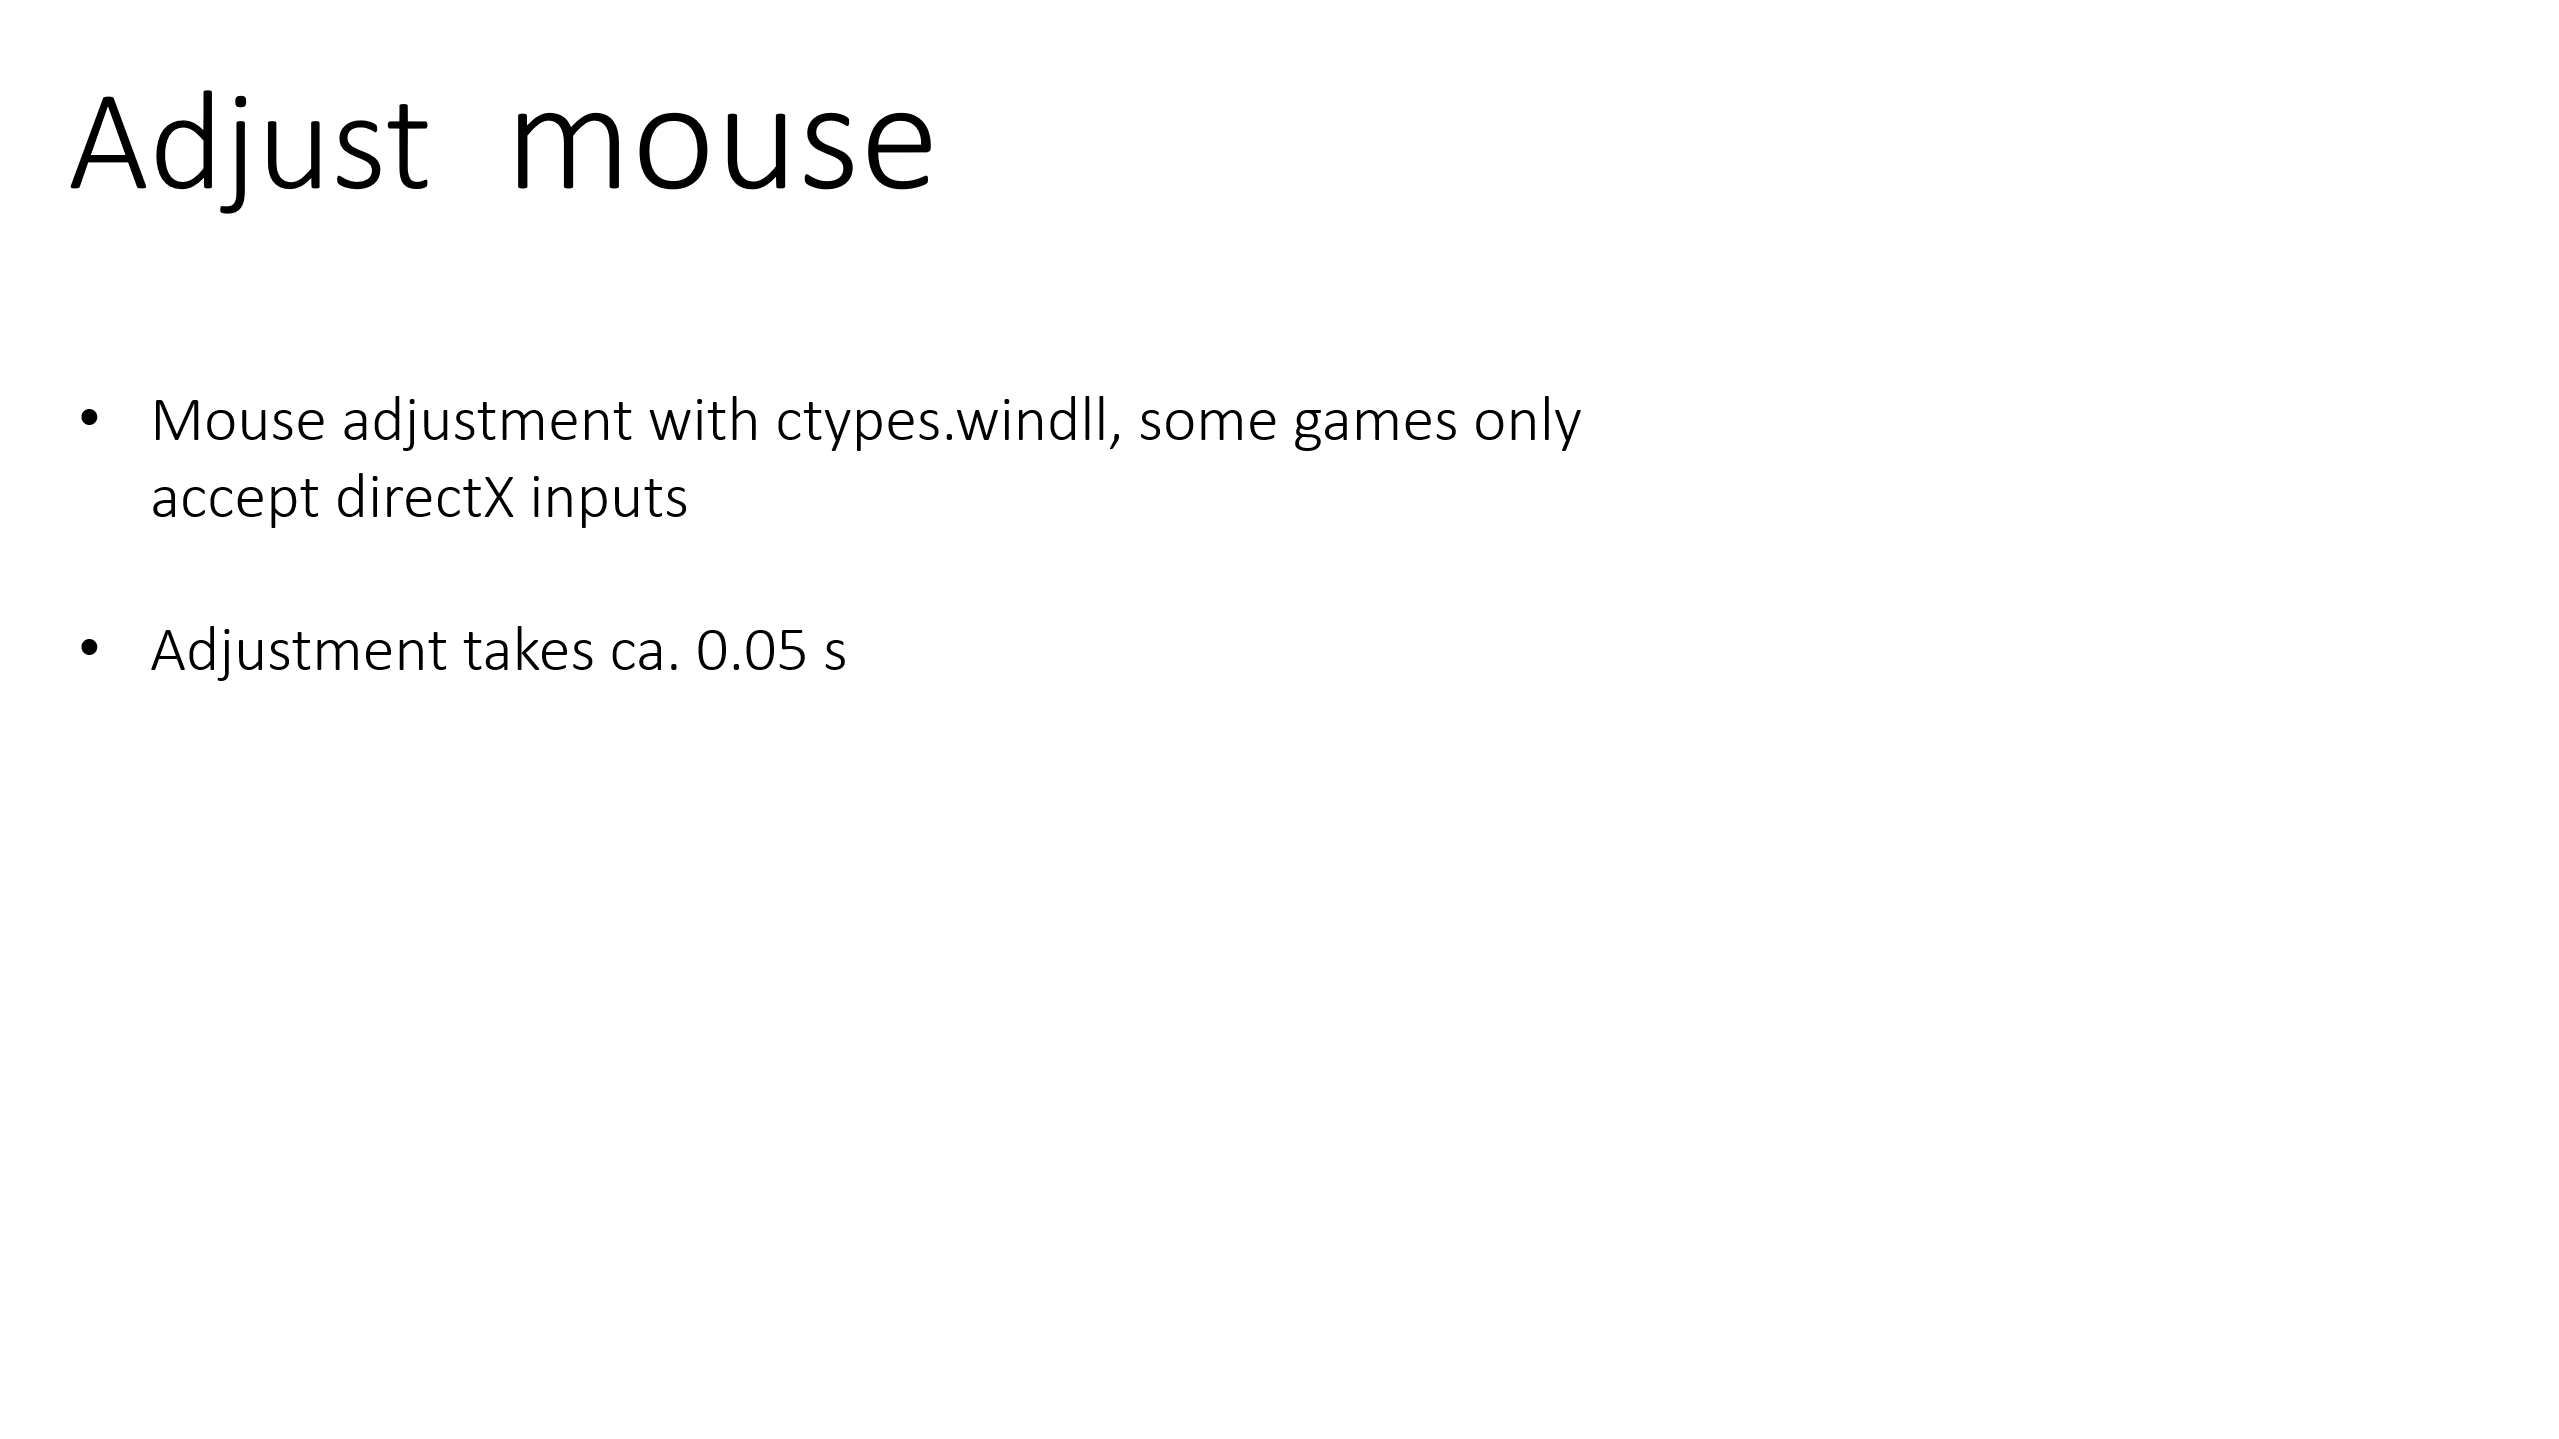 Adjust mouse
• Mouse adjustment with ctypes.windll, some games only
accept directX inputs
• Adjustment takes ca. 0.05 s